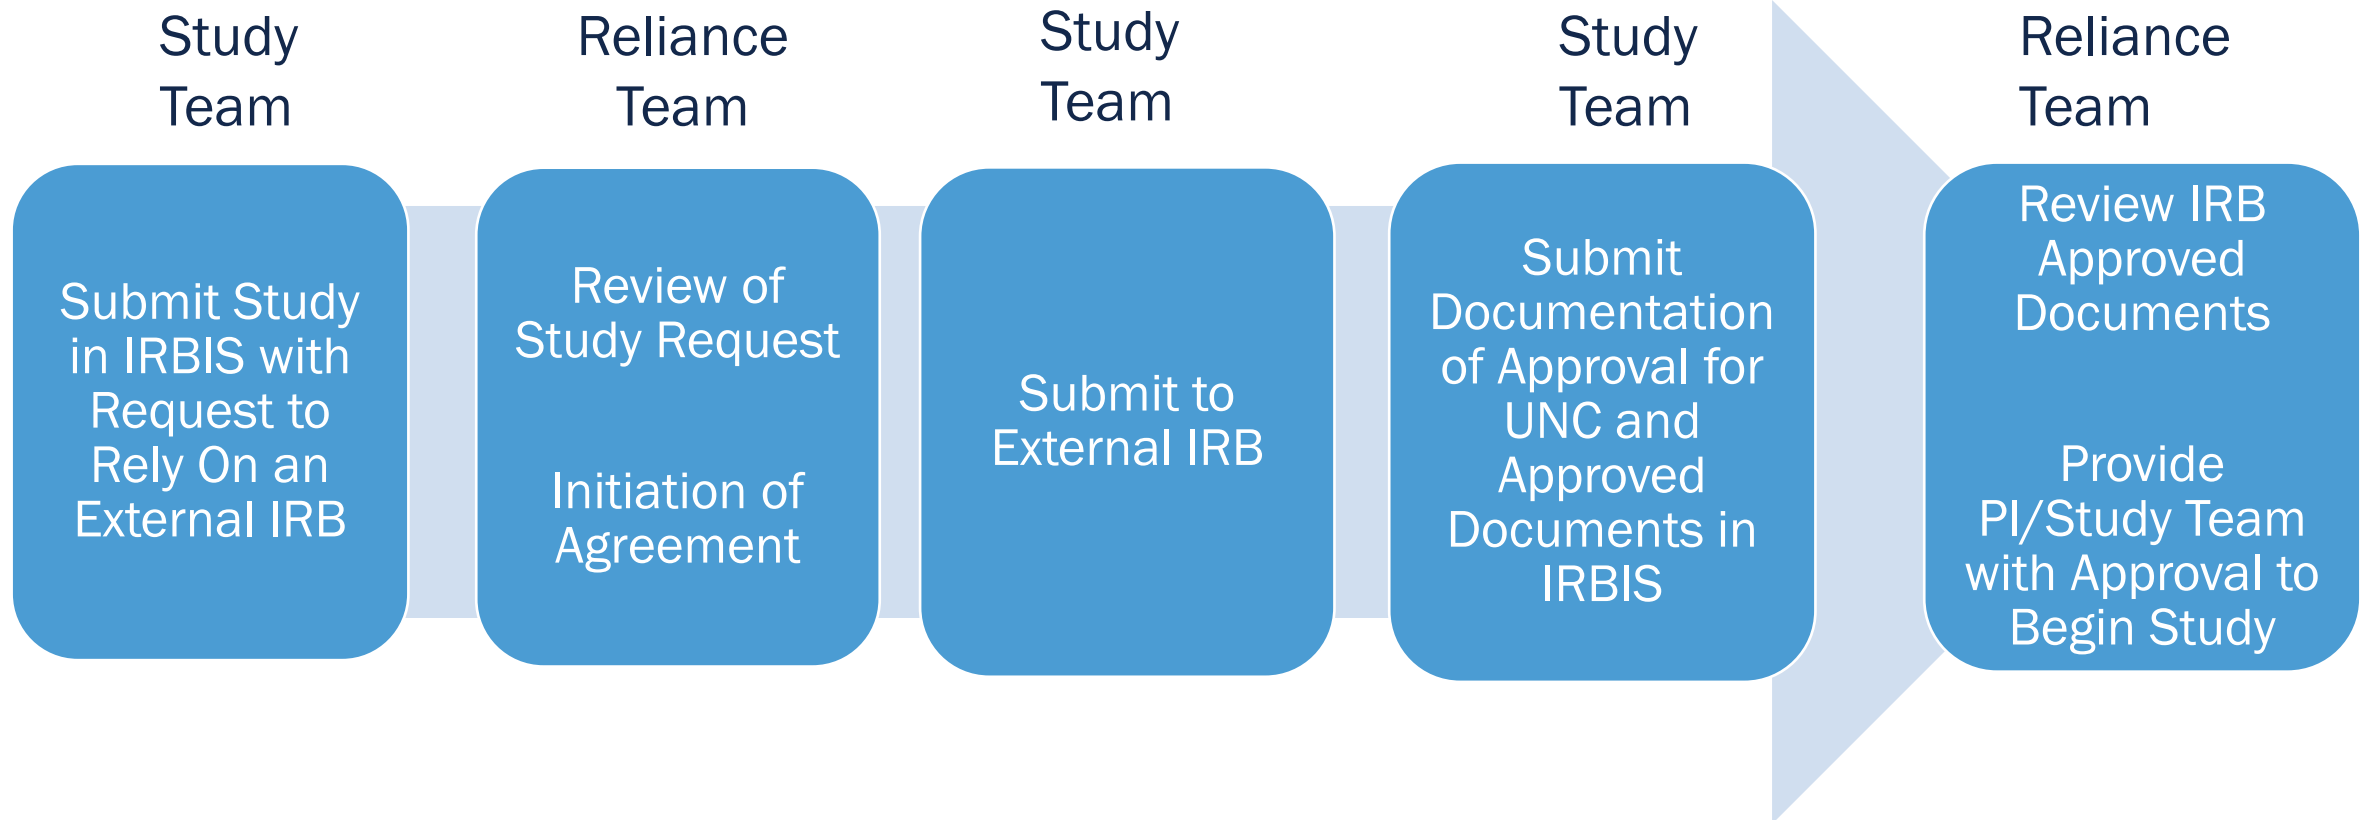 Study
Team
Submit Study
in IRBIS with
Request to
Rely On an
External IRB
Reliance
Team
Review of
Study Request
Initiation of
Agreement
Study
Team
Submit to
External IRB
Study
Team
Submit
Documentation
of Approval for
UNC and
Approved
Documents in
IRBIS
Reliance
Team
Review IRB
Approved
Documents
Provide
PI/Study Team
with Approval to
Begin Study